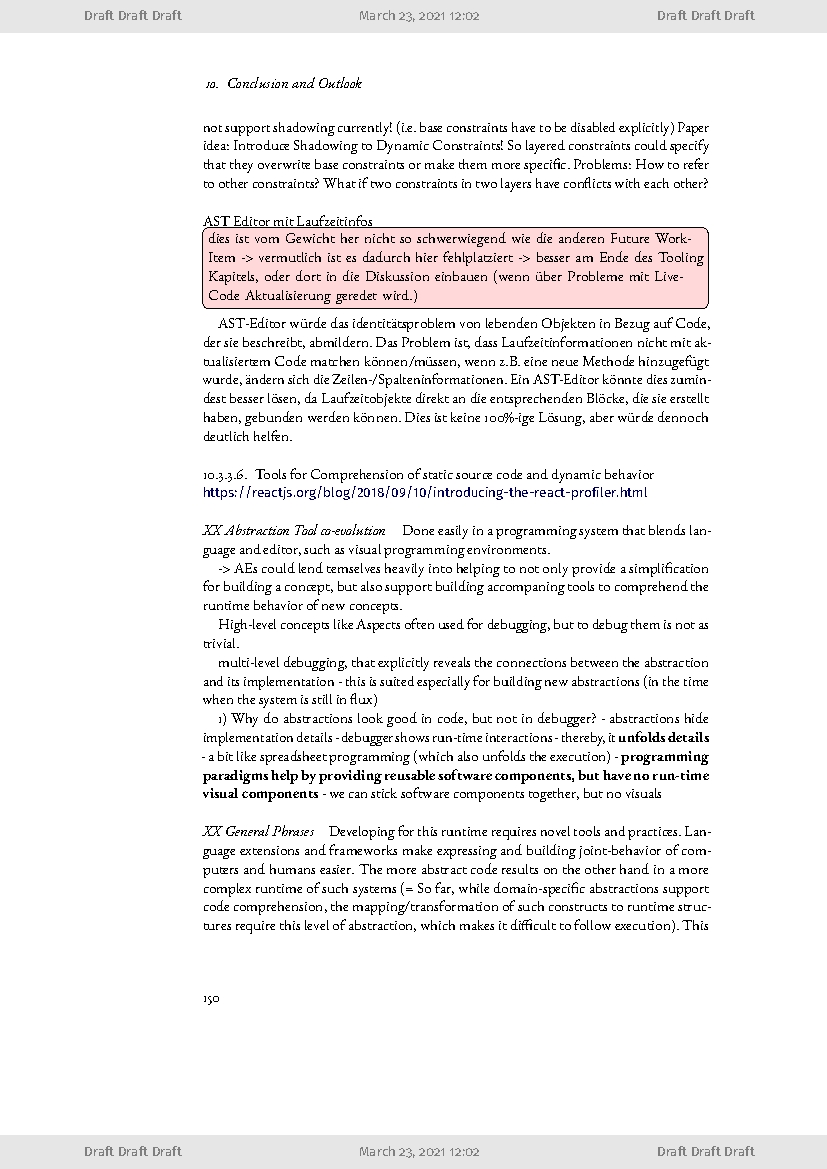 Draft Draft Draft March 23, 2021 12:02 Draft Draft Draft
10. Conclusion and Outlook
not support shadowing currently! (i.e. base constraints have to be disabled explicitly) Paper
idea: Introduce Shadowing to Dynamic Constraints! So layered constraints could specify
that they overwrite base constraints or make them more specific. Problems: How to refer
to other constraints? What if two constraints in two layers have conflicts with each other?
AST Editor mit Laufzeitinfos
dies ist vom Gewicht her nicht so schwerwiegend wie die anderen Future Work-
Item -> vermutlich ist es dadurch hier fehlplatziert -> besser am Ende des Tooling
Kapitels, oder dort in die Diskussion einbauen (wenn über Probleme mit Live-
Code Aktualisierung geredet wird.)
AST-Editor würde das identitätsproblem von lebenden Objekten in Bezug auf Code,
der sie beschreibt, abmildern. Das Problem ist, dass Laufzeitinformationen nicht mit ak-
tualisiertem Code matchen können/müssen, wenn z.B. eine neue Methode hinzugefügt
wurde, ändern sich die Zeilen-/Spalteninformationen. Ein AST-Editor könnte dies zumin-
dest besser lösen, da Laufzeitobjekte direkt an die entsprechenden Blöcke, die sie erstellt
haben, gebunden werden können. Dies ist keine 100%-ige Lösung, aber würde dennoch
deutlich helfen.
10.3.3.6. Tools for Comprehension of static source code and dynamic behavior
https://reactjs.org/blog/2018/09/10/introducing-the-react-profiler.html
XX Abstraction Tool co-evolution Done easily in a programming system that blends lan-
guage and editor, such as visual programming environments.
-> AEs could lend temselves heavily into helping to not only provide a simplification
for building a concept, but also support building accompaning tools to comprehend the
runtime behavior of new concepts.
High-level concepts like Aspects often used for debugging, but to debug them is not as
trivial.
multi-level debugging, that explicitly reveals the connections between the abstraction
and its implementation - this is suited especially for building new abstractions (in the time
when the system is still in flux)
1) Why do abstractions look good in code, but not in debugger? - abstractions hide
implementation details - debugger shows run-time interactions - thereby, it unfolds details
- a bit like spreadsheet programming (which also unfolds the execution) - programming
paradigms help by providing reusable software components, but have no run-time
visual components - we can stick software components together, but no visuals
XX General Phrases Developing for this runtime requires novel tools and practices. Lan-
guage extensions and frameworks make expressing and building joint-behavior of com-
puters and humans easier. The more abstract code results on the other hand in a more
complex runtime of such systems (= So far, while domain-specific abstractions support
code comprehension, the mapping/transformation of such constructs to runtime struc-
tures require this level of abstraction, which makes it difficult to follow execution). This
150
Draft Draft Draft March 23, 2021 12:02 Draft Draft Draft